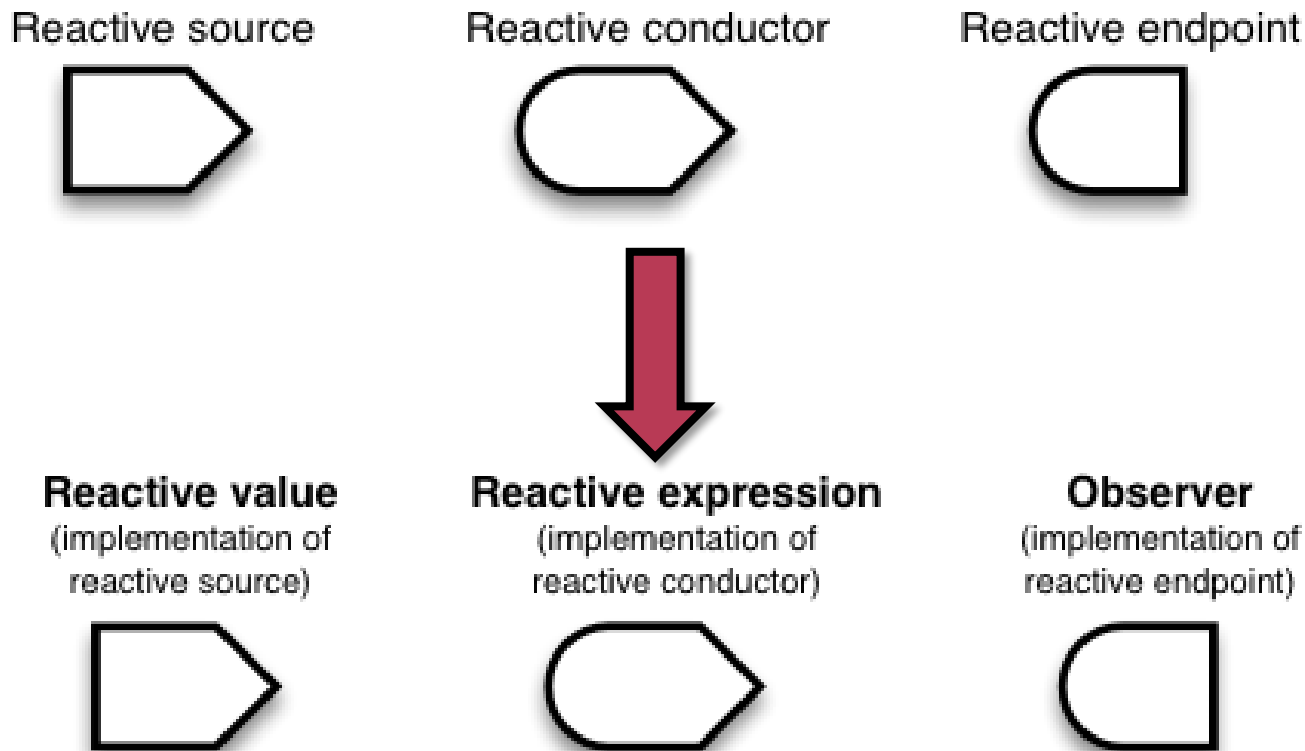 Reactive source
Reactive conductor
Reactive endpoint
Reactive value
(implementation of
reactive source)
Reactive expression
(implementation of
reactive conductor)
Observer
(implementation of
reactive endpoint)